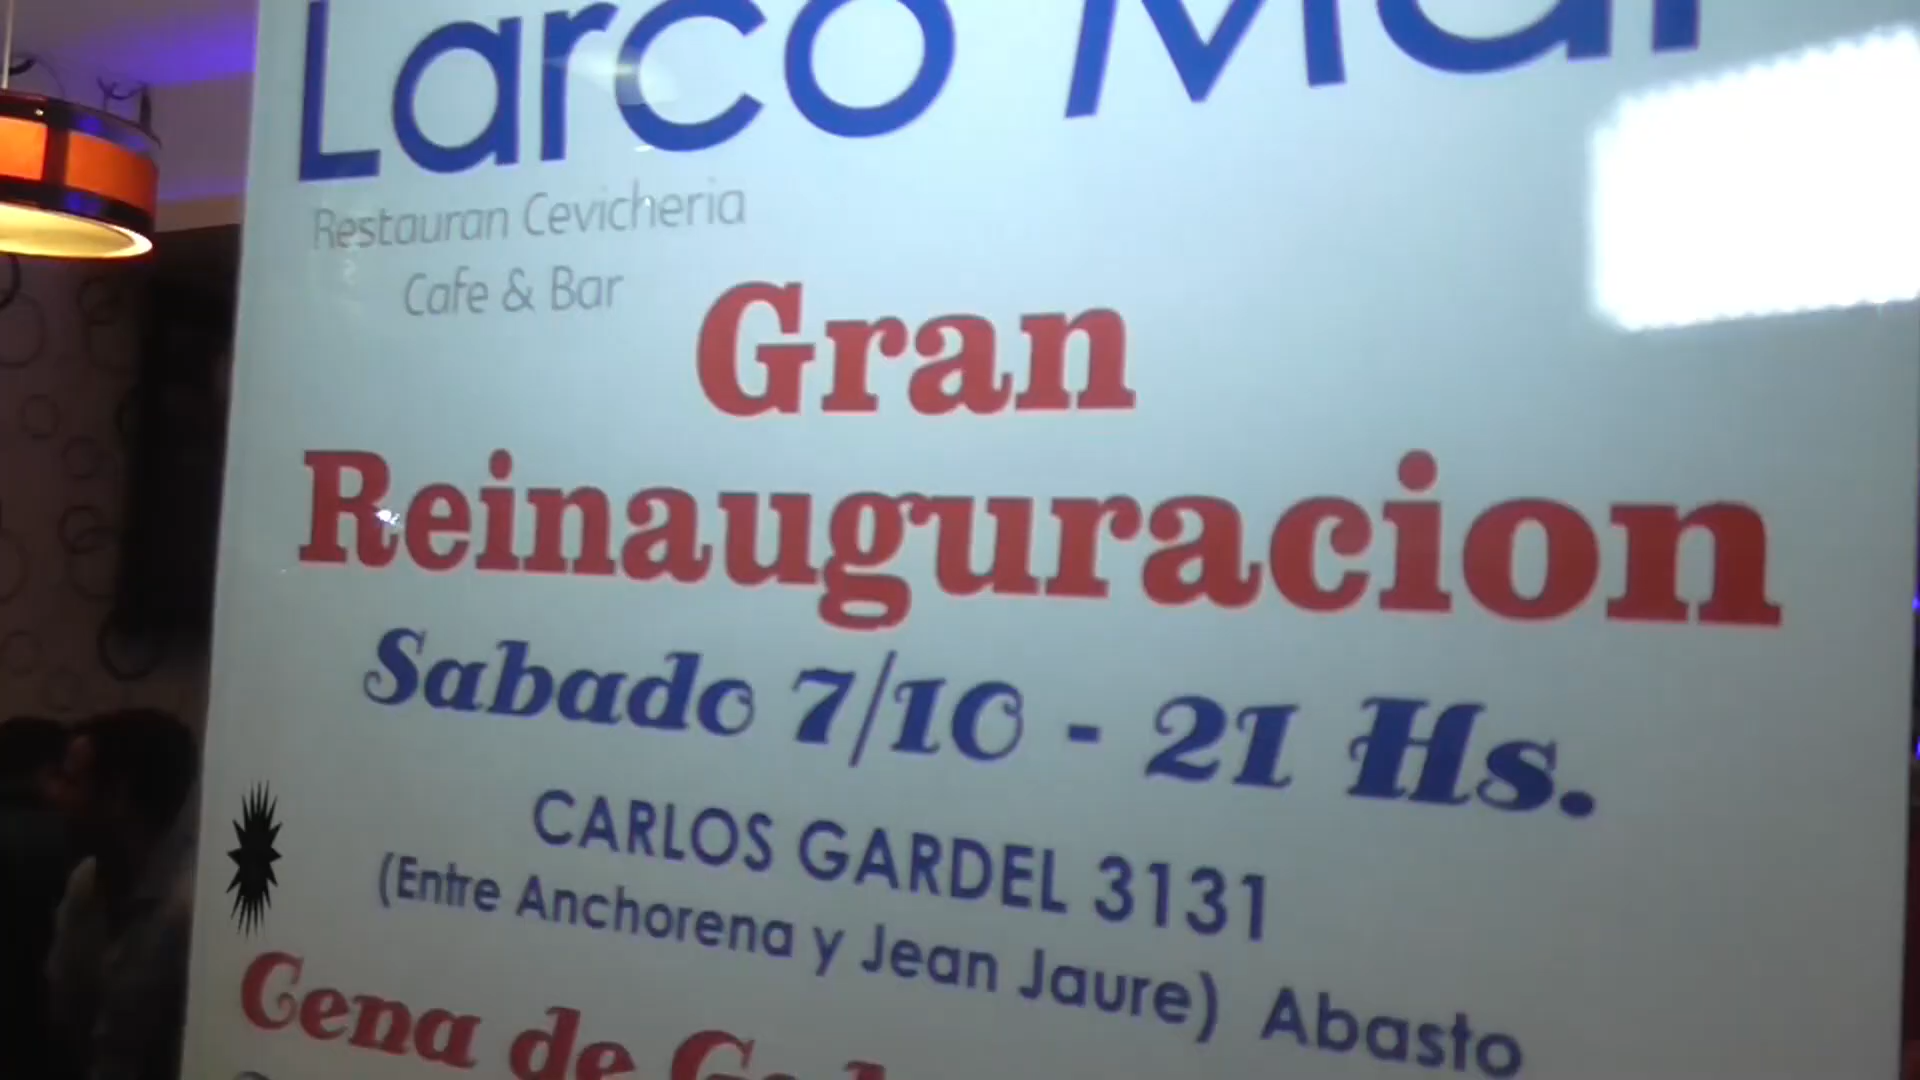 Larco Mar
Restauran Cevicheria
Cafe & Bar
Gran
Reinauguracion
Sabado 7/10 - 21 Hs.
CARLOS GARDEL 3131
(Entre Anchorena y Jean Jaure) Abasto
Cena de